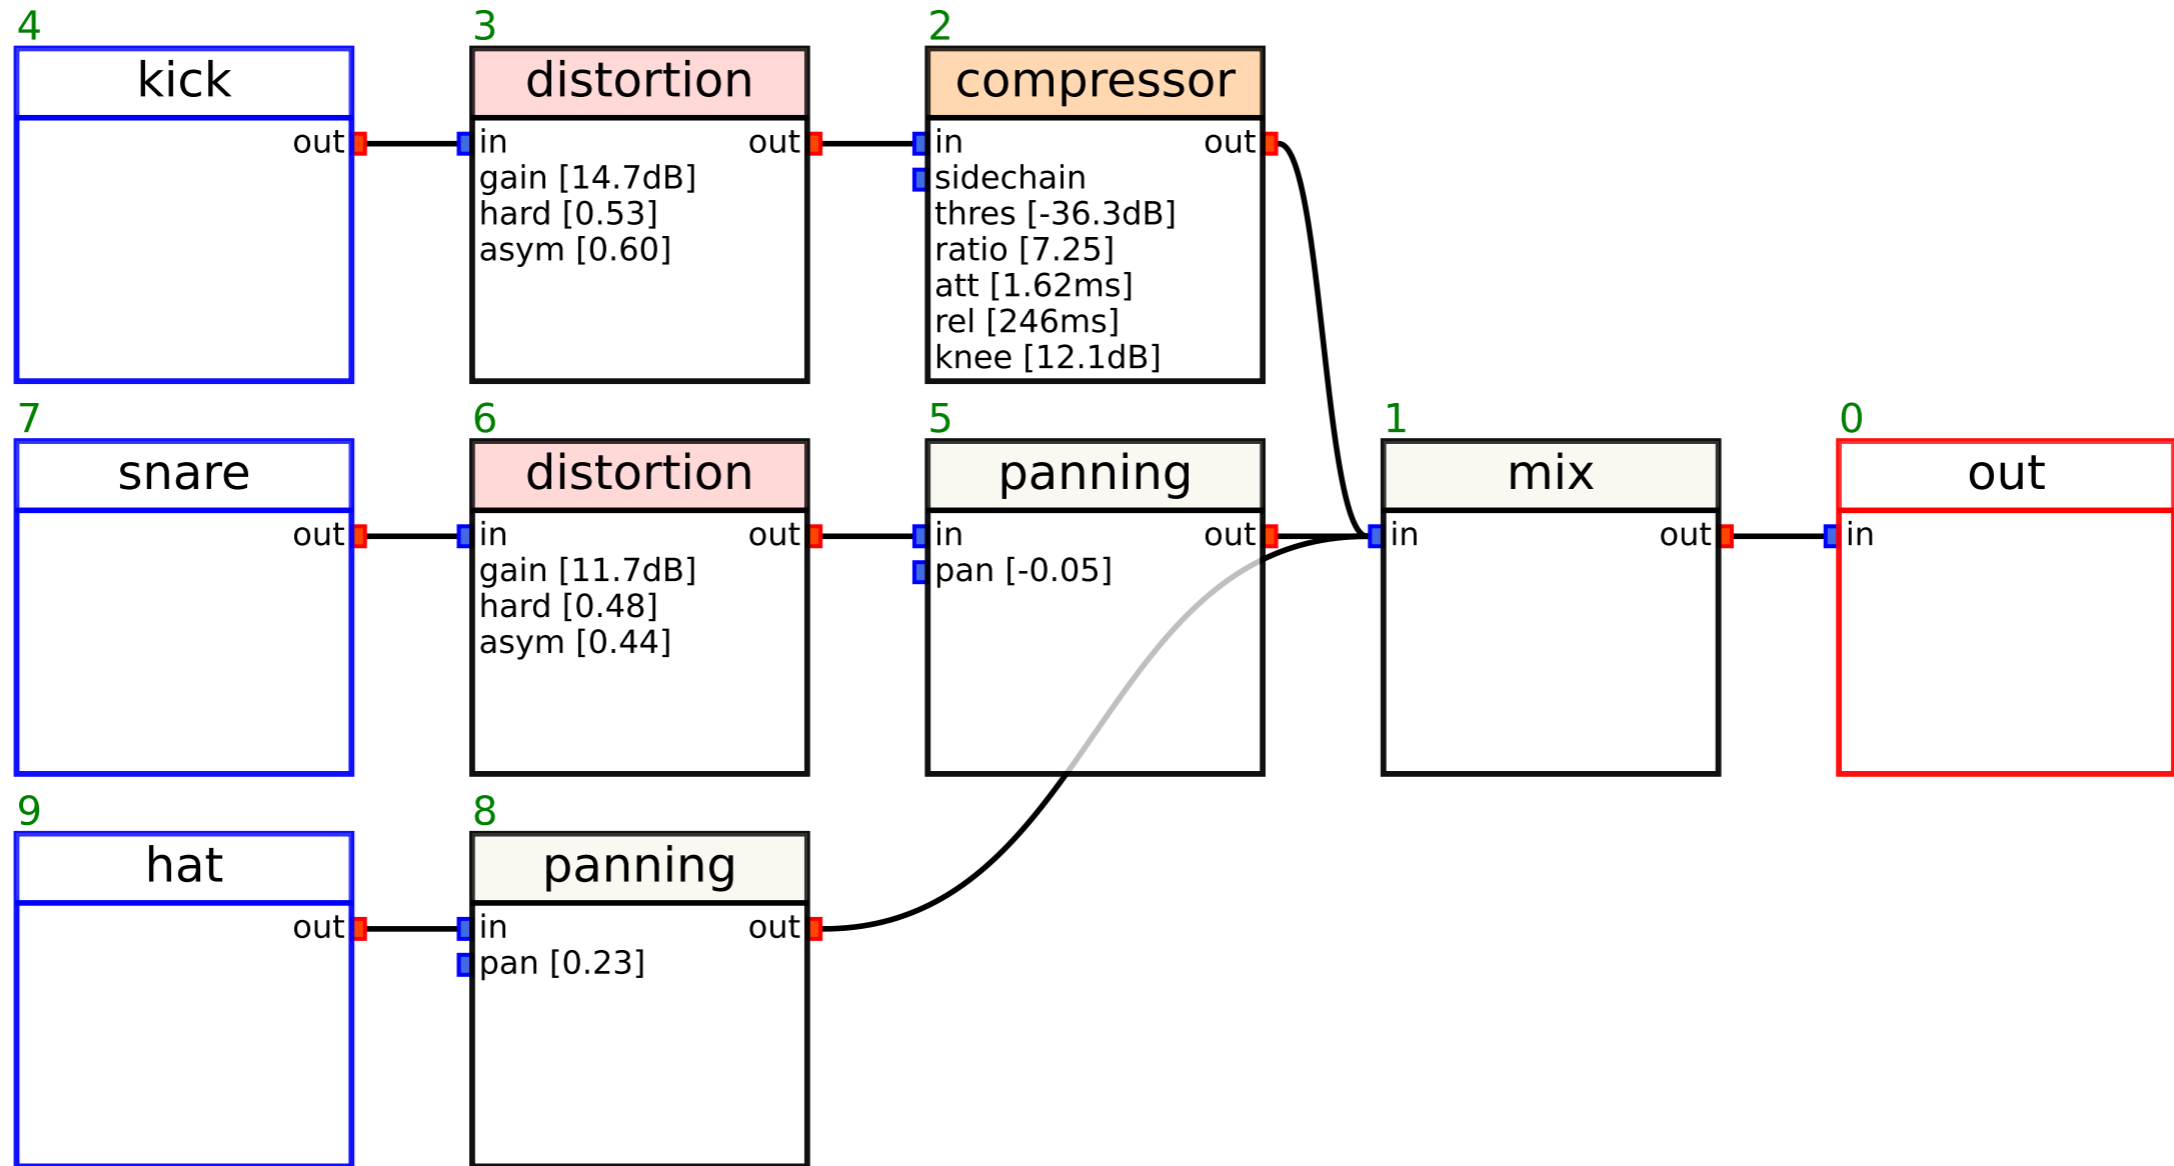 4
kick
out
3
distortion
in out
gain [14.7dB]
hard [0.53]
asym [0.60]
2
compressor
in out
sidechain
thres [-36.3dB]
ratio [7.25]
att [1.62ms]
rel [246ms]
knee [12.1dB]
7
snare
out
6
distortion
in out
gain [11.7dB]
hard [0.48]
asym [0.44]
5
panning
in out
pan [-0.05]
1
mix
in out
0
out
in
9
hat
out
8
panning
in out
pan [0.23]